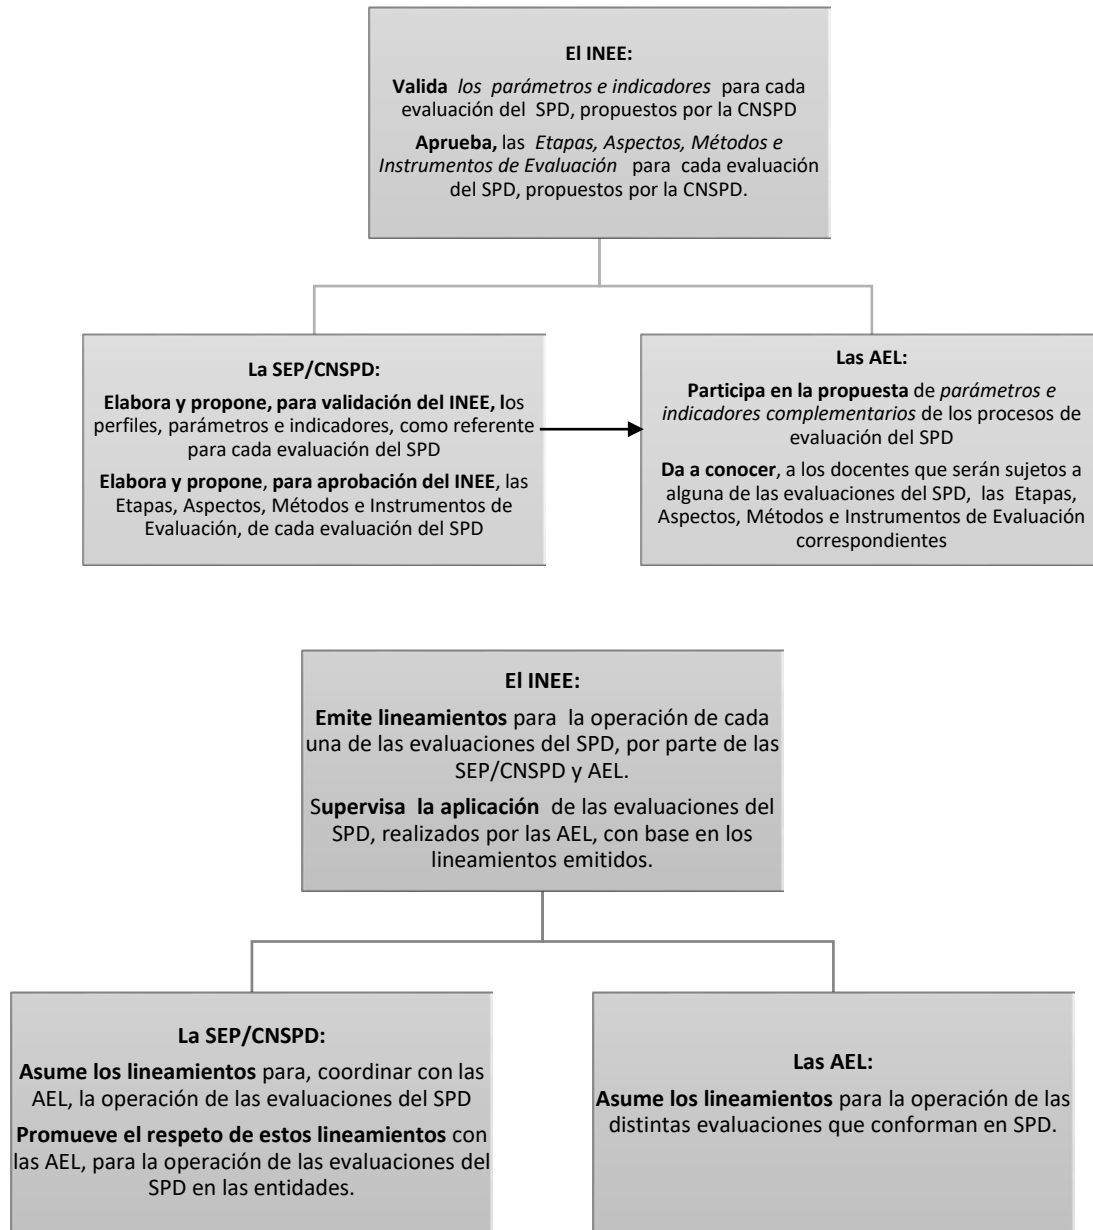 El INEE:
Valida los parámetros e indicadores para cada
evaluación del SPD, propuestos por la CNSPD
Aprueba, las Etapas, Aspectos, Métodos e
Instrumentos de Evaluación para cada evaluación
del SPD, propuestos por la CNSPD.
La SEP/CNSPD:
Elabora y propone, para validación del INEE, los
perfiles, parámetros e indicadores, como referente
para cada evaluación del SPD
Elabora y propone, para aprobación del INEE, las
Etapas, Aspectos, Métodos e Instrumentos de
Evaluación, de cada evaluación del SPD
Las AEL:
Participa en la propuesta de parámetros e
indicadores complementarios de los procesos de
evaluación del SPD
Da a conocer, a los docentes que serán sujetos a
alguna de las evaluaciones del SPD, las Etapas,
Aspectos, Métodos e Instrumentos de Evaluación
correspondientes
El INEE:
Emite lineamientos para la operación de cada
una de las evaluaciones del SPD, por parte de las
SEP/CNSPD y AEL.
Supervisa la aplicación de las evaluaciones del
SPD, realizados por las AEL, con base en los
lineamientos emitidos.
La SEP/CNSPD:
Asume los lineamientos para, coordinar con las
AEL, la operación de las evaluaciones del SPD
Promueve el respeto de estos lineamientos con
las AEL, para la operación de las evaluaciones del
SPD en las entidades.
Las AEL:
Asume los lineamientos para la operación de las
distintas evaluaciones que conforman en SPD.